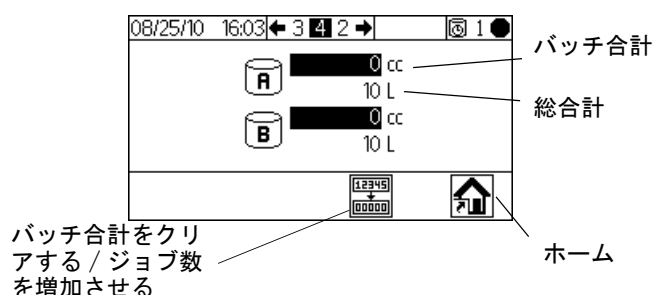 08/25/10 16:03 ← 3 4 2 → 1
バッチ合計
A 0 cc
10 L
総合計
B 0 cc
10 L
12345
00000
バッチ合計をクリ
アする / ジョブ数
を増加させる
ホーム